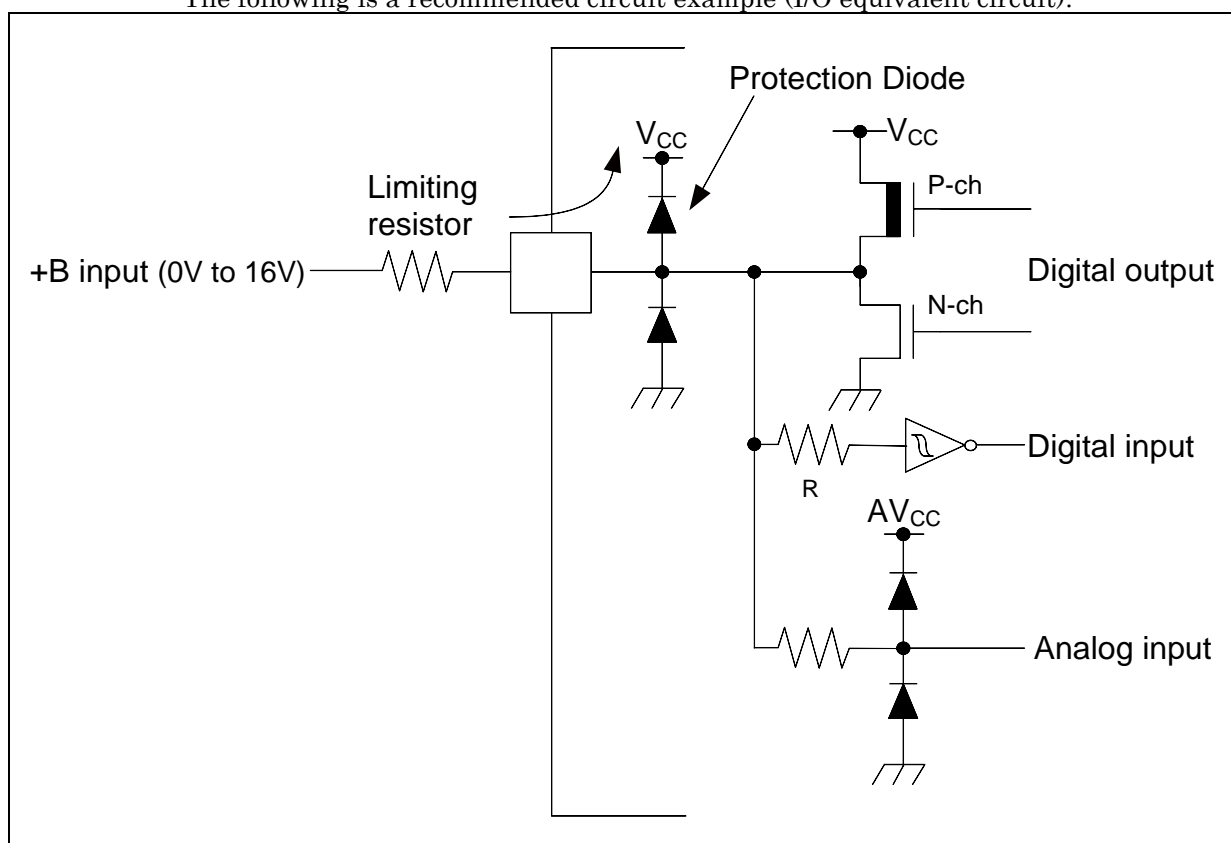 The following is a recommended circuit example (I/O equivalent circuit).
Protection Diode
VCC
VCC
Limiting
resistor
P-ch
+B input (0V to 16V)
Digital output
N-ch
Digital input
R
AVCC
Analog input